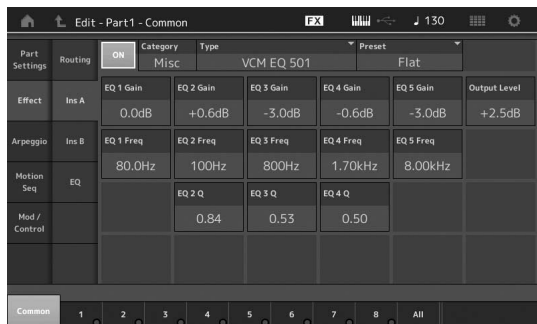 Edit - Part1 - Common FX ♩ 130
Part Settings
Routing
ON
Category Misc
Type VCM EQ 501
Preset Flat
Effect
Ins A
EQ 1 Gain EQ 2 Gain EQ 3 Gain EQ 4 Gain EQ 5 Gain Output Level
0.0dB +0.6dB -3.0dB -0.6dB -3.0dB +2.5dB
Arpeggio
Ins B
EQ 1 Freq EQ 2 Freq EQ 3 Freq EQ 4 Freq EQ 5 Freq
80.0Hz 100Hz 800Hz 1.70kHz 8.00kHz
Motion Seq
EQ
EQ 2 Q EQ 3 Q EQ 4 Q
0.84 0.53 0.50
Mod / Control
Common 1 2 3 4 5 6 7 8 All